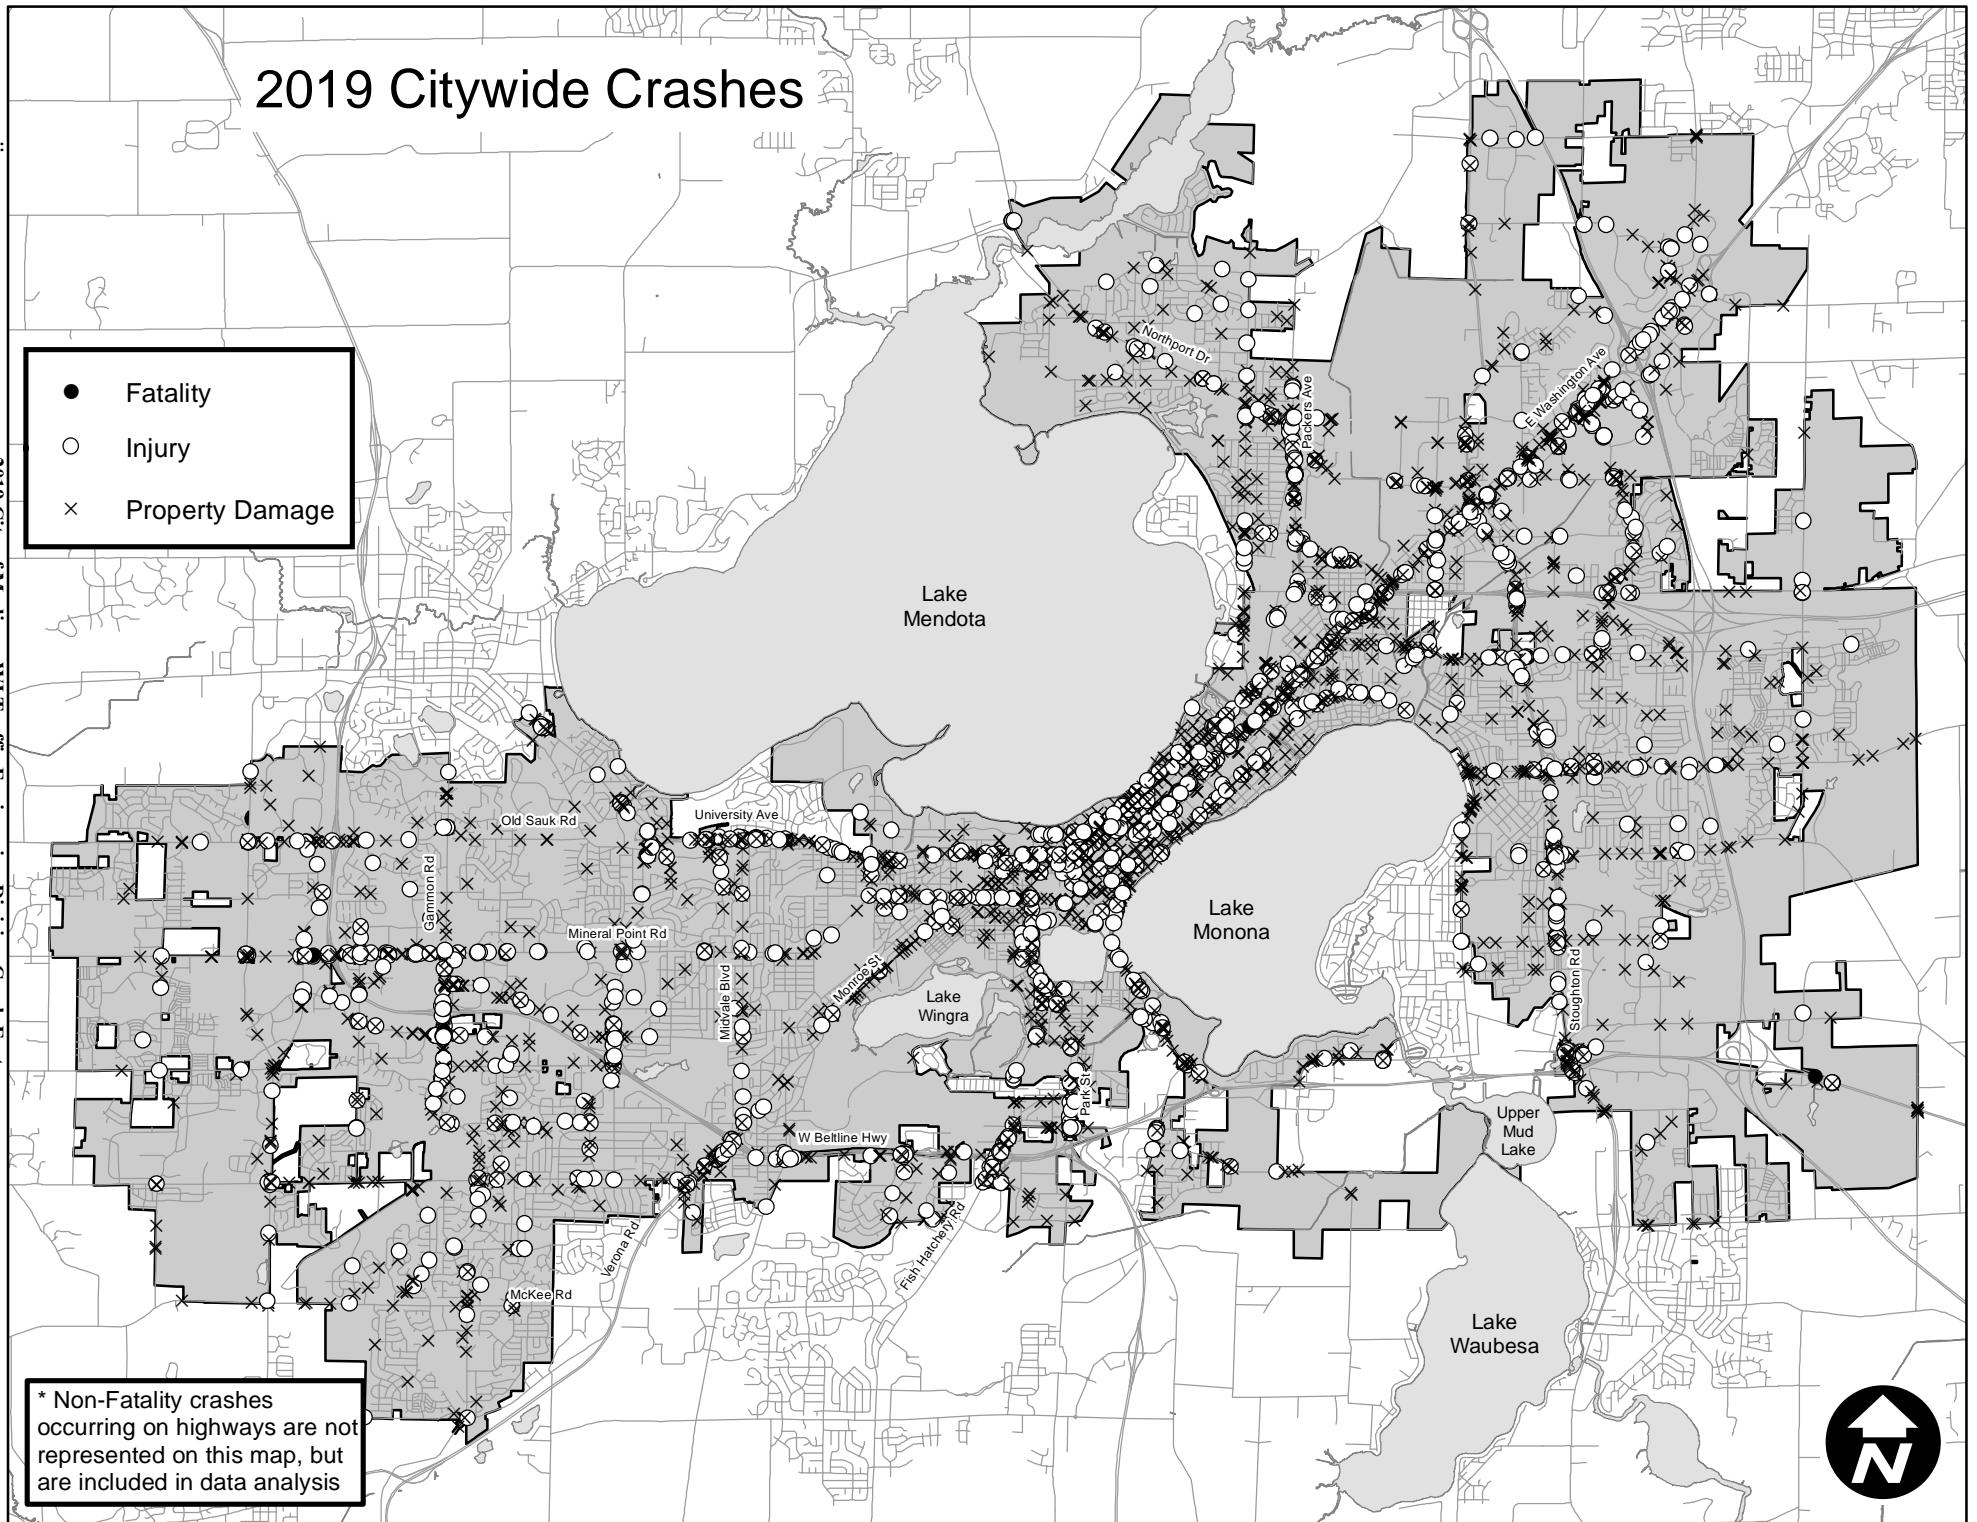 2019 Citywide Crashes
Fatality
Injury
Property Damage
Northport Dr
Packers Ave
E Washington Ave
Lake
Mendota
University Ave
Old Sauk Rd
Gammon Rd
Mineral Point Rd
Midvale Blvd
Monroe St
Lake
Wingra
Lake
Monona
Stoughton Rd
Park St
W Beltline Hwy
Upper
Mud
Lake
Verona Rd
Fish Hatchery Rd
McKee Rd
Lake
Waubesa
* Non-Fatality crashes
occurring on highways are not
represented on this map, but
are included in data analysis
N